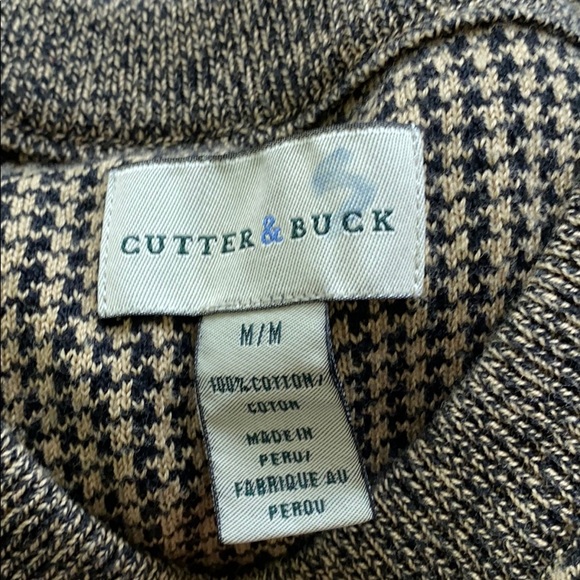 CUTTER & BUCK
M/M
100% COTTON/
COTON
MADE IN
PERU/
FABRIQUE AU
PEROU